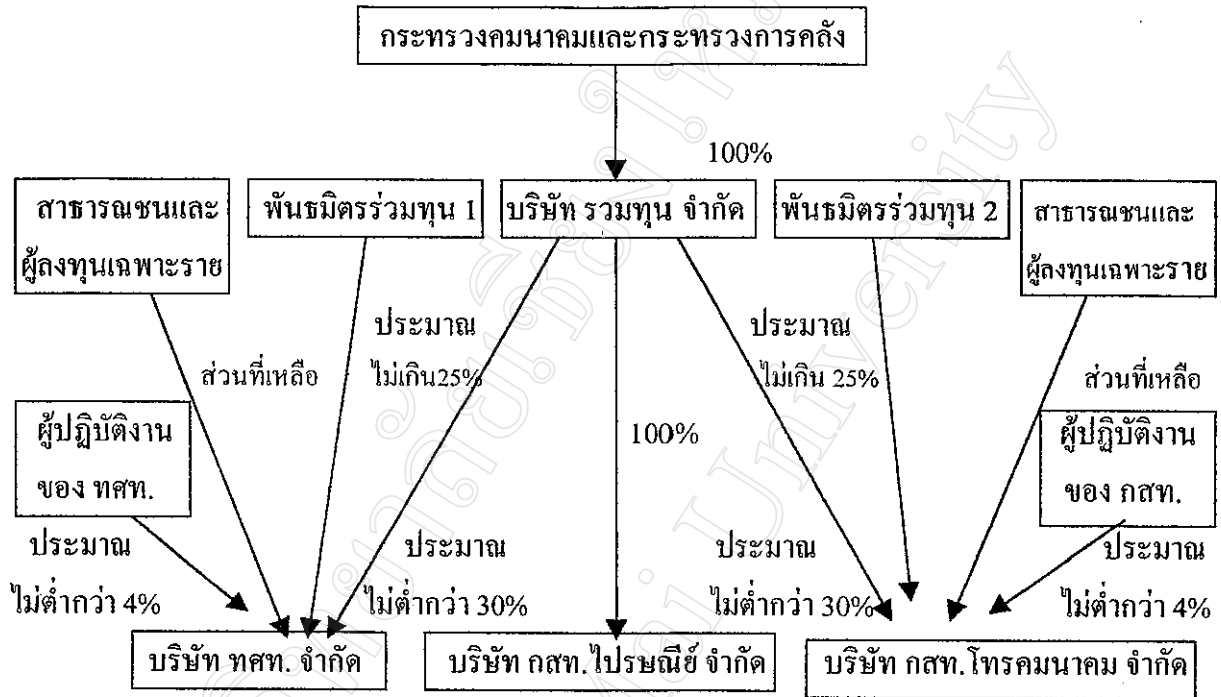 กระทรวงคมนาคมและกระทรวงการคลัง
100%
สาธารณชนและ
ผู้ลงทุนเฉพาะราย
พันธมิตรร่วมทุน 1
บริษัท รวมทุน จำกัด
พันธมิตรร่วมทุน 2
สาธารณชนและ
ผู้ลงทุนเฉพาะราย
ส่วนที่เหลือ
ประมาณ
ไม่เกิน25%
100%
ประมาณ
ไม่เกิน 25%
ส่วนที่เหลือ
ผู้ปฏิบัติงาน
ของ ทศท.
ผู้ปฏิบัติงาน
ของ กสท.
ประมาณ
ไม่ต่ำกว่า 4%
ประมาณ
ไม่ต่ำกว่า 30%
ประมาณ
ไม่ต่ำกว่า 30%
ประมาณ
ไม่ต่ำกว่า 4%
บริษัท ทศท. จำกัด
บริษัท กสท.ไปรษณีย์ จำกัด
บริษัท กสท.โทรคมนาคม จำกัด
Mai University